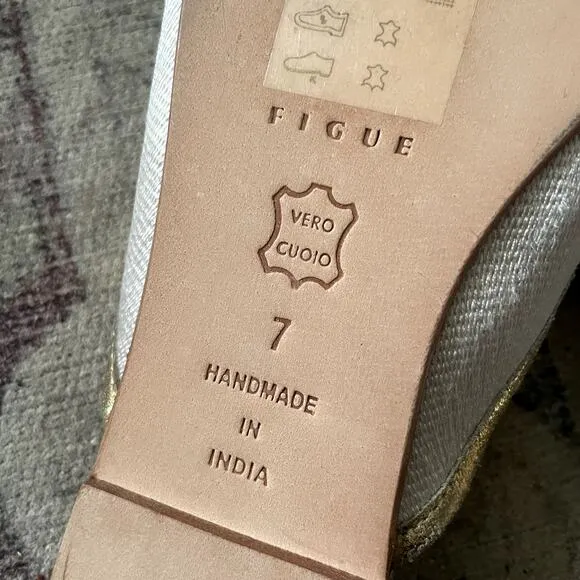 FIGUE
VERO
CUOIO
7
HANDMADE
IN
INDIA